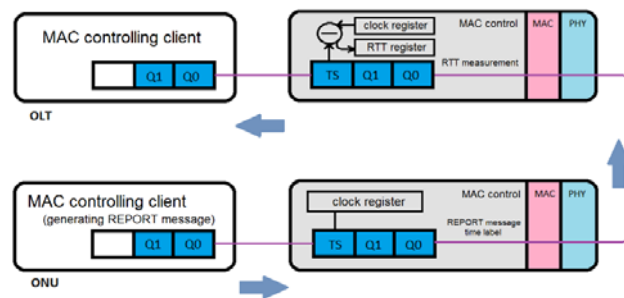 MAC controlling client
Q1 Q0
OLT
clock register
RTT register
MAC control
RTT measurement
TS Q1 Q0
MAC
PHY
MAC controlling client
(generating REPORT message)
Q1 Q0
ONU
clock register
MAC control
REPORT message
time label
TS Q1 Q0
MAC
PHY